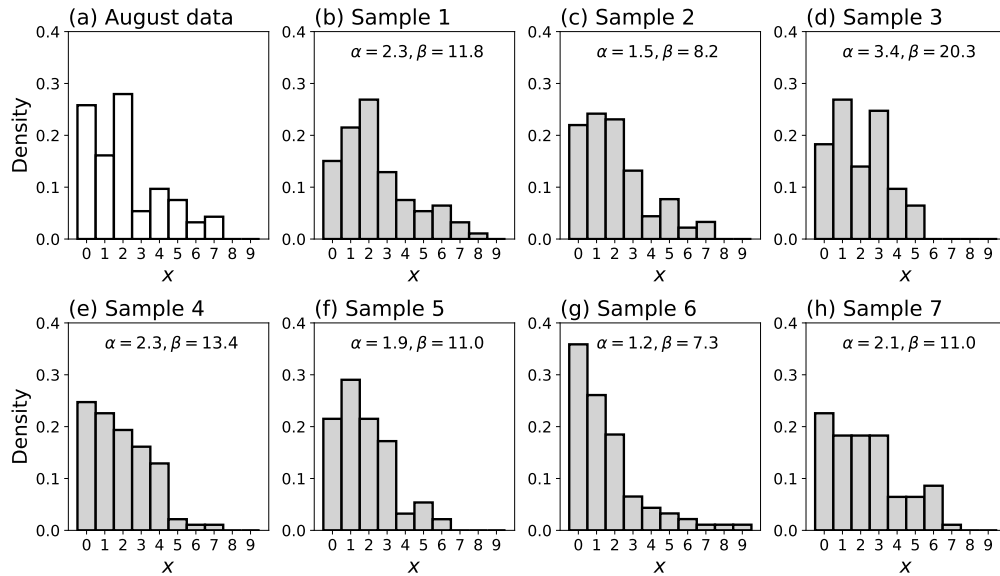 (a) August data
(b) Sample 1
(c) Sample 2
(d) Sample 3
α = 2.3, β = 11.8
α = 1.5, β = 8.2
α = 3.4, β = 20.3
Density
0.4
0.3
0.2
0.1
0.0
0 1 2 3 4 5 6 7 8 9
x
0.4
0.3
0.2
0.1
0.0
0 1 2 3 4 5 6 7 8 9
x
0.4
0.3
0.2
0.1
0.0
0 1 2 3 4 5 6 7 8 9
x
0.4
0.3
0.2
0.1
0.0
0 1 2 3 4 5 6 7 8 9
x
(e) Sample 4
(f) Sample 5
(g) Sample 6
(h) Sample 7
α = 2.3, β = 13.4
α = 1.9, β = 11.0
α = 1.2, β = 7.3
α = 2.1, β = 11.0
Density
0.4
0.3
0.2
0.1
0.0
0 1 2 3 4 5 6 7 8 9
x
0.4
0.3
0.2
0.1
0.0
0 1 2 3 4 5 6 7 8 9
x
0.4
0.3
0.2
0.1
0.0
0 1 2 3 4 5 6 7 8 9
x
0.4
0.3
0.2
0.1
0.0
0 1 2 3 4 5 6 7 8 9
x